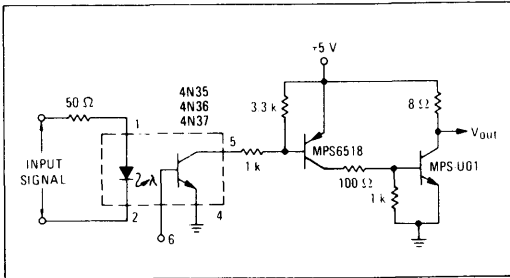 +5 V
50 Ω
4N35
4N36
4N37
3.3 k
8 Ω
1
5
INPUT
SIGNAL
1 k
MPS6518
Vout
MPS-U01
100 Ω
1 k
2
4
6